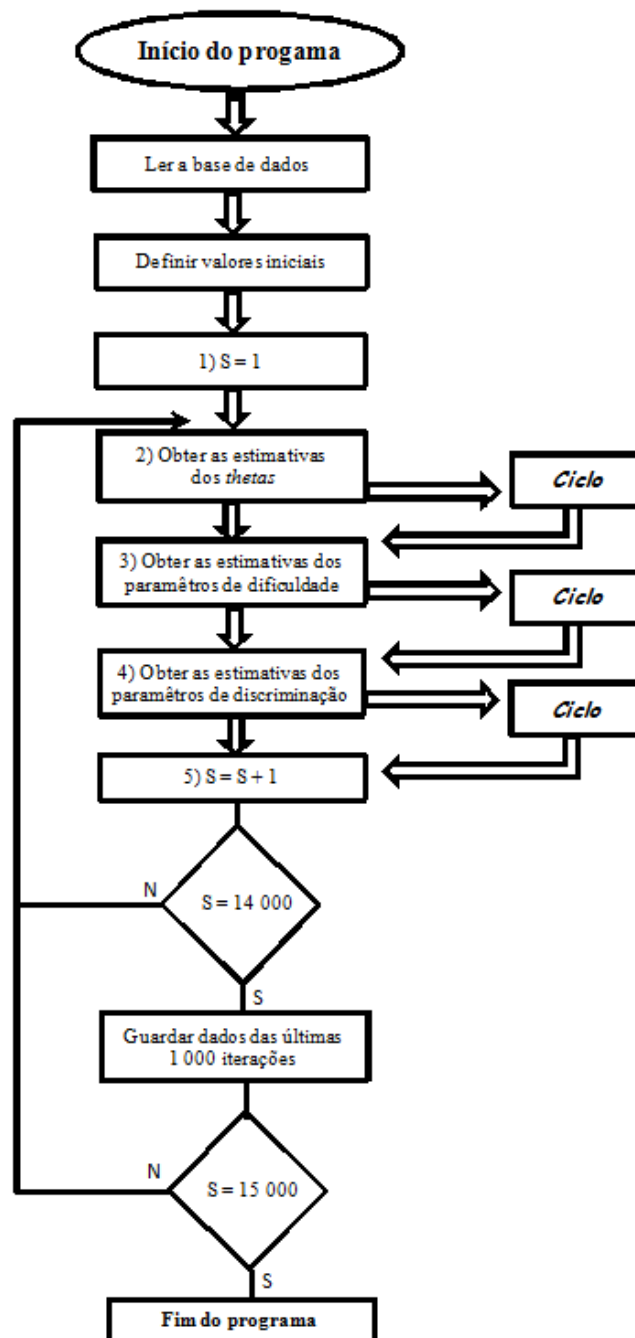 Início do progama
Ler a base de dados
Definir valores iniciais
1) S = 1
2) Obter as estimativas
dos thetas
Ciclo
3) Obter as estimativas dos
paramêtros de dificuldade
Ciclo
4) Obter as estimativas dos
paramêtros de discriminação
Ciclo
5) S = S + 1
N
S = 14 000
S
Guardar dados das últimas
1 000 iterações
N
S = 15 000
S
Fim do programa